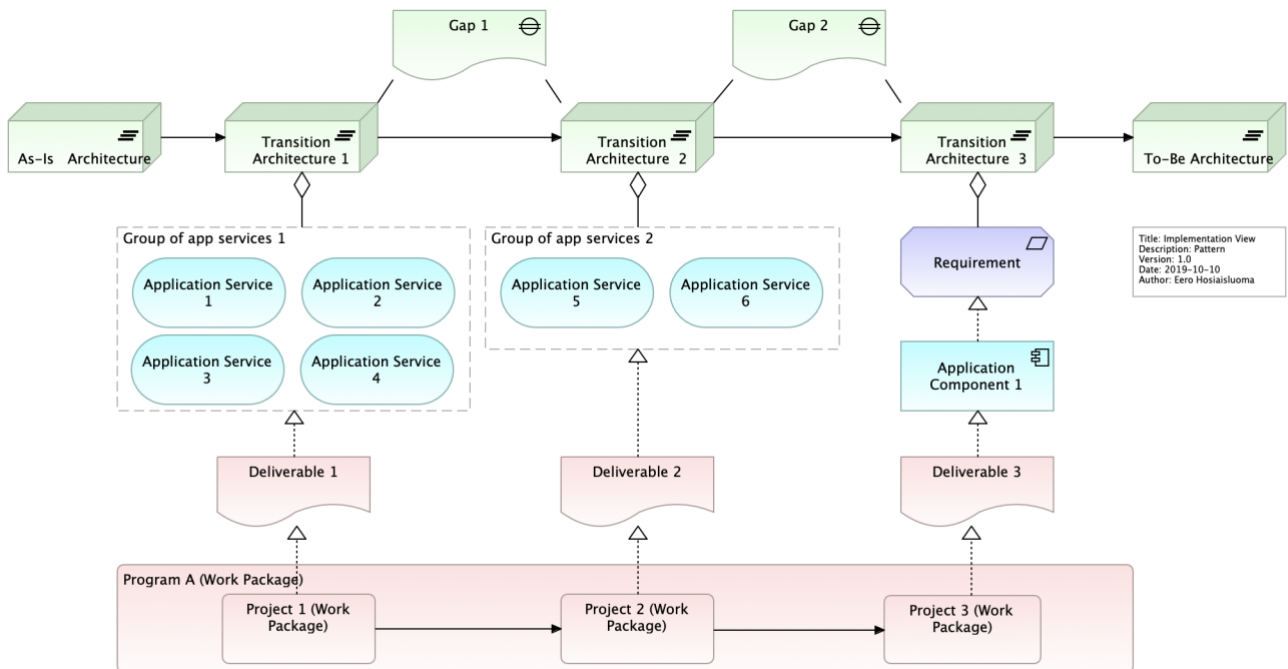 Gap 1
Gap 2
As-Is Architecture
Transition
Architecture 1
Transition
Architecture 2
Transition
Architecture 3
To-Be Architecture
Group of app services 1
Application Service
1
Application Service
2
Application Service
3
Application Service
4
Group of app services 2
Application Service
5
Application Service
6
Requirement
Application
Component 1
Title: Implementation View
Description: Pattern
Version: 1.0
Date: 2019-10-10
Author: Eero Hosiaisluoma
Deliverable 1
Deliverable 2
Deliverable 3
Program A (Work Package)
Project 1 (Work
Package)
Project 2 (Work
Package)
Project 3 (Work
Package)